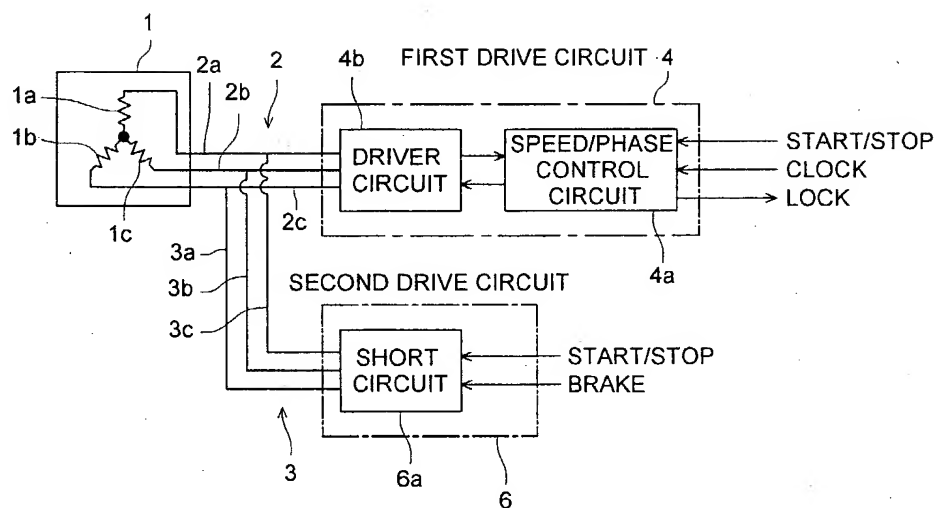 1
2
4b
FIRST DRIVE CIRCUIT
4
2a
2b
1a
1b
1c
2c
DRIVER
CIRCUIT
SPEED/PHASE
CONTROL
CIRCUIT
START/STOP
CLOCK
LOCK
4a
3a
3b
3c
SECOND DRIVE CIRCUIT
SHORT
CIRCUIT
START/STOP
BRAKE
3
6a
6